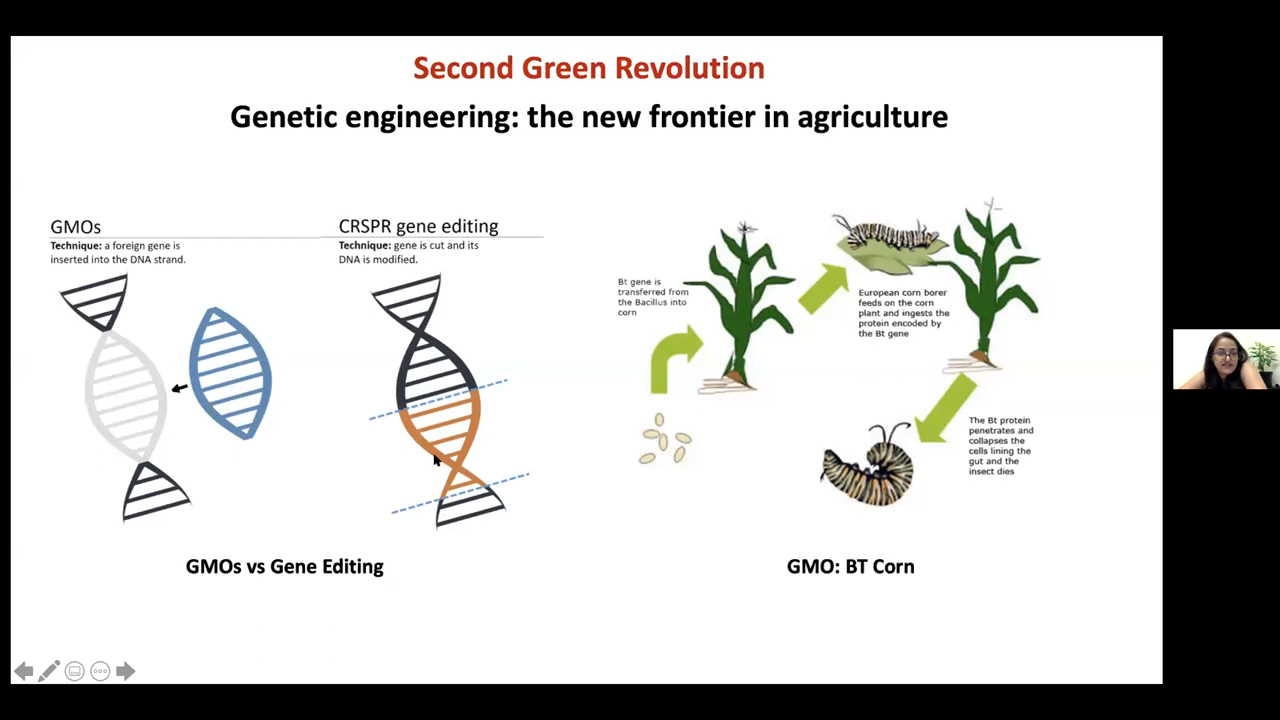 Second Green Revolution
Genetic engineering: the new frontier in agriculture
GMOs
Technique: a foreign gene is
inserted into the DNA strand.
CRSPR gene editing
Technique: gene is cut and its
DNA is modified.
GMOs vs Gene Editing
Bt gene is
transferred from
the Bacillus into
corn
European corn borer
feeds on the corn
plant and ingests the
protein encoded by
the Bt gene
The Bt protein
penetrates and
collapses the
cells lining the
gut and the
insect dies
GMO: BT Corn